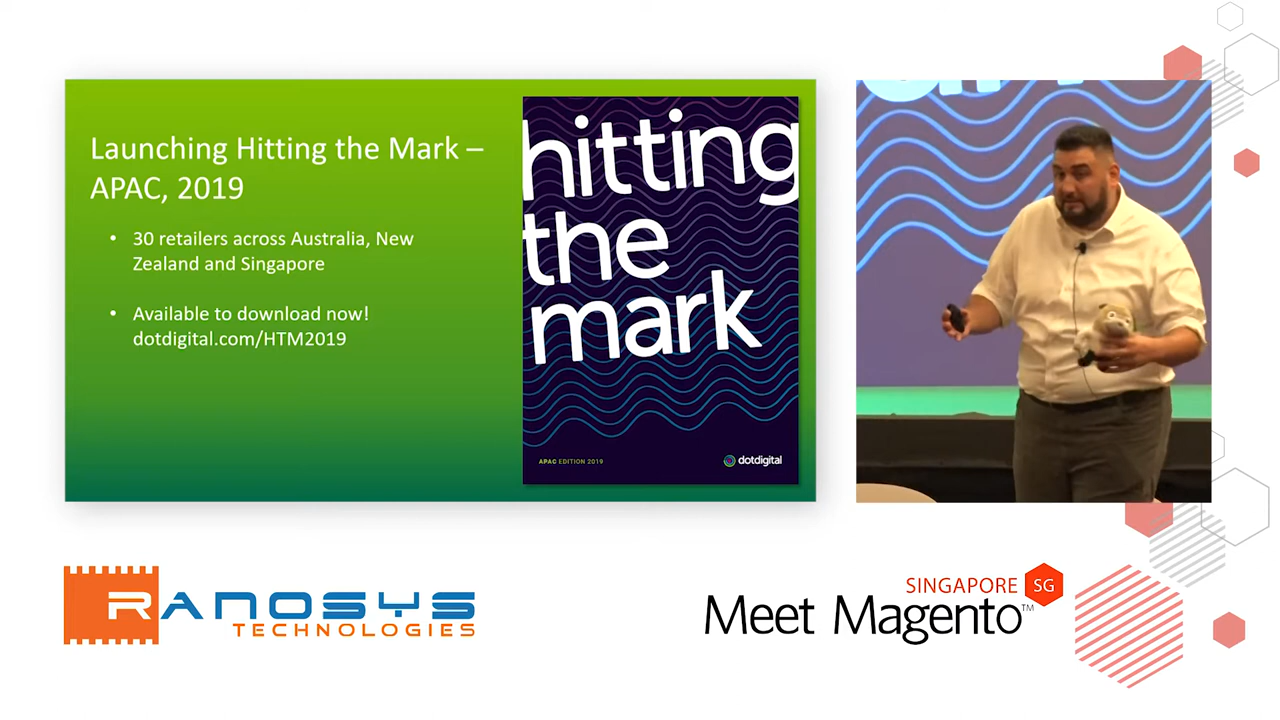 Launching Hitting the Mark –
APAC, 2019
• 30 retailers across Australia, New
Zealand and Singapore
• Available to download now!
dotdigital.com/HTM2019
hitting
the
mark
APAC EDITION 2019
dotdigital
RANOSYS
TECHNOLOGIES
SINGAPORE SG
Meet Magento™